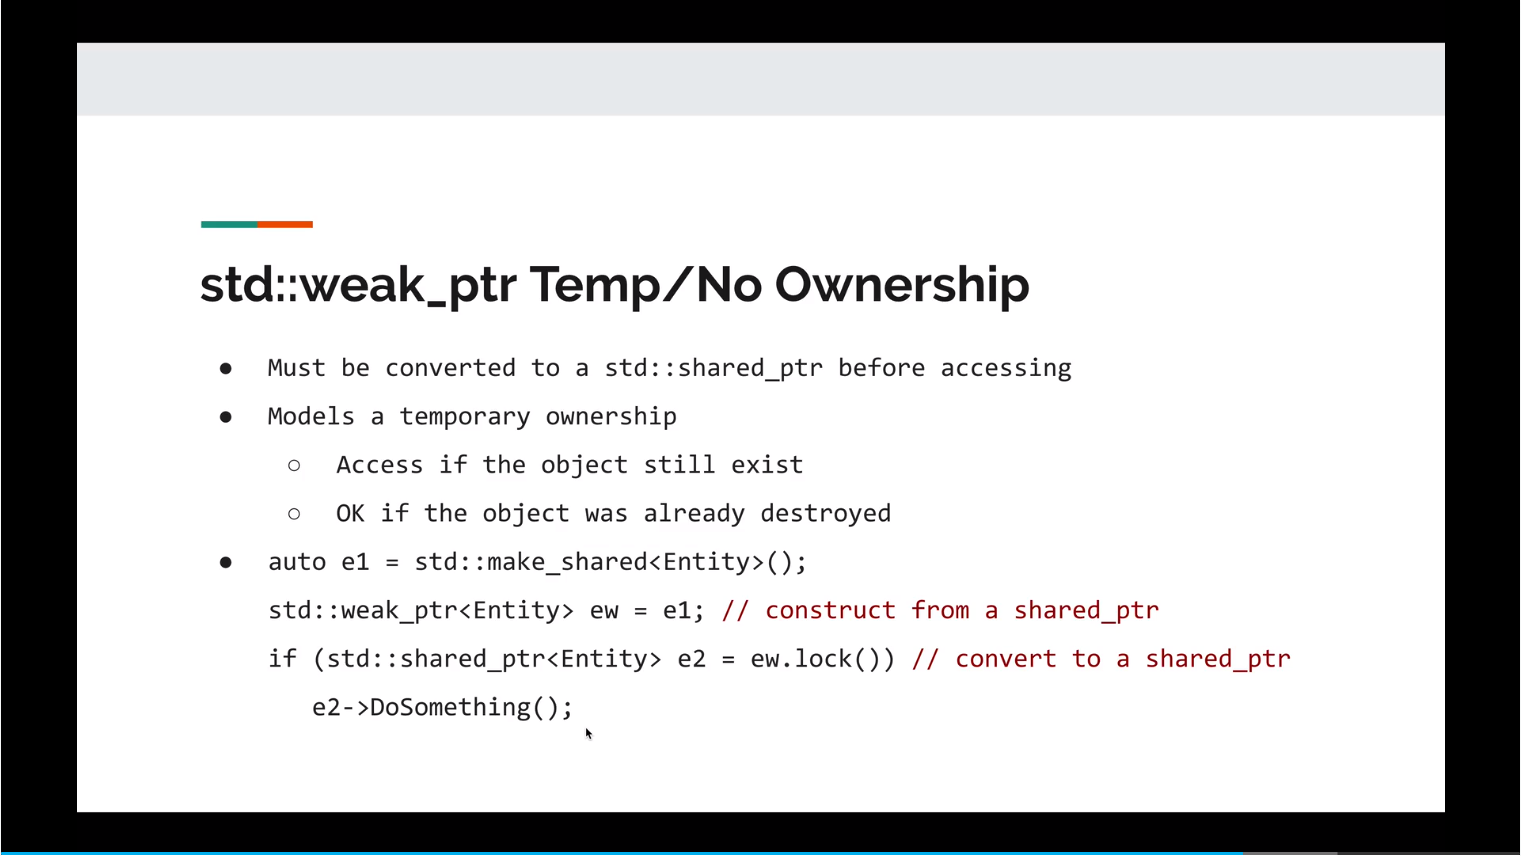 std::weak_ptr Temp/No Ownership
● Must be converted to a std::shared_ptr before accessing
● Models a temporary ownership
○ Access if the object still exist
○ OK if the object was already destroyed
● auto e1 = std::make_shared<Entity>();
std::weak_ptr<Entity> ew = e1; // construct from a shared_ptr
if (std::shared_ptr<Entity> e2 = ew.lock()) // convert to a shared_ptr
e2->DoSomething();